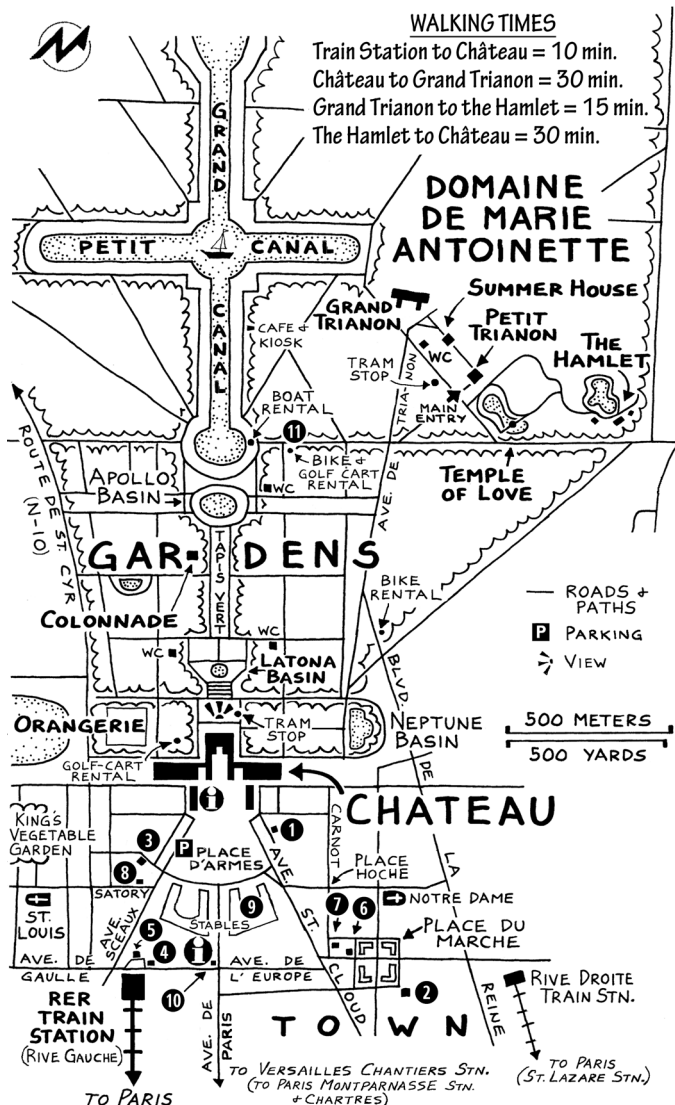 WALKING TIMES
Train Station to Château = 10 min.
Château to Grand Trianon = 30 min.
Grand Trianon to the Hamlet = 15 min.
The Hamlet to Château = 30 min.
GRAND
CANAL
PETIT CANAL
DOMAINE
DE MARIE
ANTOINETTE
SUMMER HOUSE
GRAND
TRIANON
PETIT
TRIANON
WC
THE
HAMLET
CAFE &
KIOSK
TRAM
STOP
MAIN
ENTRY
BOAT
RENTAL
11
BIKE &
GOLF CART
RENTAL
AVE. DE TRIANON
TEMPLE
OF LOVE
ROUTE DE ST. CYR
(N-10)
APOLLO
BASIN
WC
GARDENS
TAPIS VERT
COLONNADE
BIKE
RENTAL
ROADS &
PATHS
P PARKING
VIEW
WC
WC
LATONA
BASIN
BLVD. DE LA REINE
ORANGERIE
TRAM
STOP
NEPTUNE
BASIN
500 METERS
500 YARDS
GOLF-CART
RENTAL
i
CHATEAU
KING'S
VEGETABLE
GARDEN
3
P
PLACE
D'ARMES
1
CARNOT
8
SATORY
PLACE
HOCHE
ST.
LOUIS
AVE. SCEAUX
9
STABLES
AVE. ST. CLOUD
7
6
NOTRE DAME
PLACE DU
MARCHE
5
4
i
AVE. DE
GAULLE
AVE. DE
L'EUROPE
10
2
RER
TRAIN
STATION
(RIVE GAUCHE)
AVE. DE PARIS
TOWN
RIVE DROITE
TRAIN STN.
TO PARIS
TO VERSAILLES CHANTIERS STN.
(TO PARIS MONTPARNASSE STN.
& CHARTRES)
TO PARIS
(ST. LAZARE STN.)